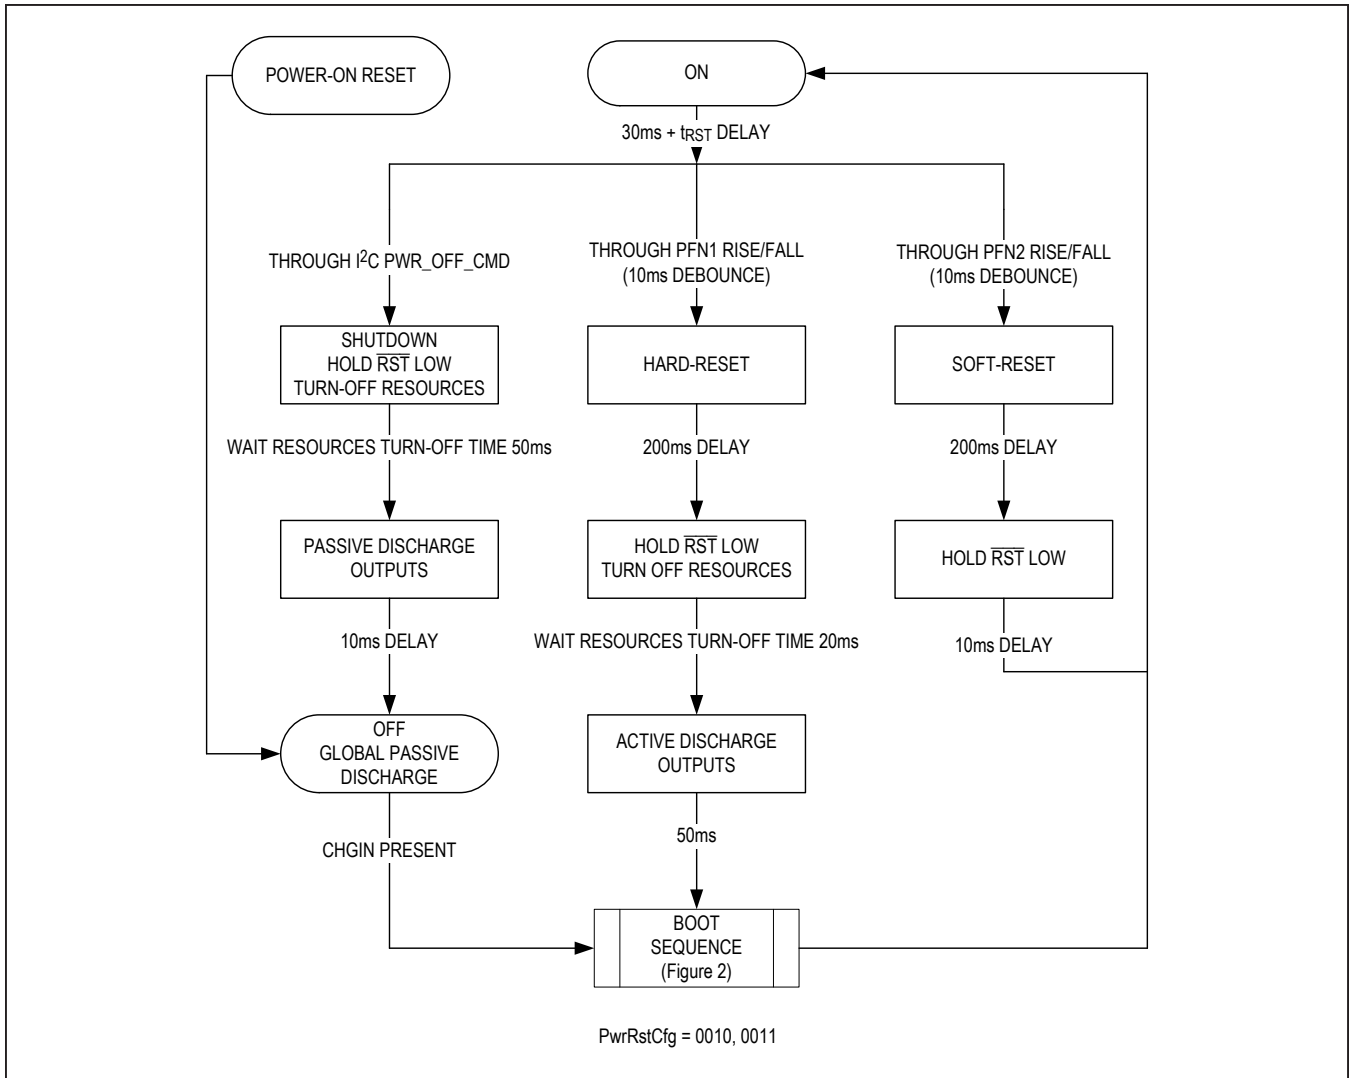 POWER-ON RESET
ON
30ms + tRST DELAY
THROUGH I²C PWR_OFF_CMD
THROUGH PFN1 RISE/FALL
(10ms DEBOUNCE)
THROUGH PFN2 RISE/FALL
(10ms DEBOUNCE)
SHUTDOWN
HOLD R̅S̅T̅ LOW
TURN-OFF RESOURCES
HARD-RESET
SOFT-RESET
WAIT RESOURCES TURN-OFF TIME 50ms
200ms DELAY
200ms DELAY
PASSIVE DISCHARGE
OUTPUTS
HOLD R̅S̅T̅ LOW
TURN OFF RESOURCES
HOLD R̅S̅T̅ LOW
10ms DELAY
WAIT RESOURCES TURN-OFF TIME 20ms
10ms DELAY
OFF
GLOBAL PASSIVE
DISCHARGE
ACTIVE DISCHARGE
OUTPUTS
CHGIN PRESENT
50ms
BOOT
SEQUENCE
(Figure 2)
PwrRstCfg = 0010, 0011